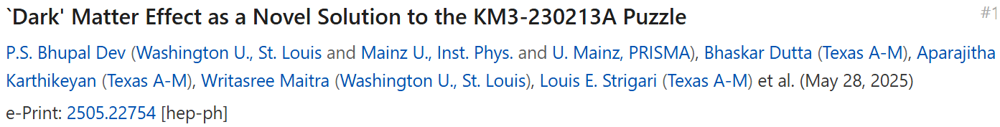 `Dark' Matter Effect as a Novel Solution to the KM3-230213A Puzzle
#1
P.S. Bhupal Dev (Washington U., St. Louis and Mainz U., Inst. Phys. and U. Mainz, PRISMA), Bhaskar Dutta (Texas A-M), Aparajitha
Karthikeyan (Texas A-M), Writasree Maitra (Washington U., St. Louis), Louis E. Strigari (Texas A-M) et al. (May 28, 2025)
e-Print: 2505.22754 [hep-ph]